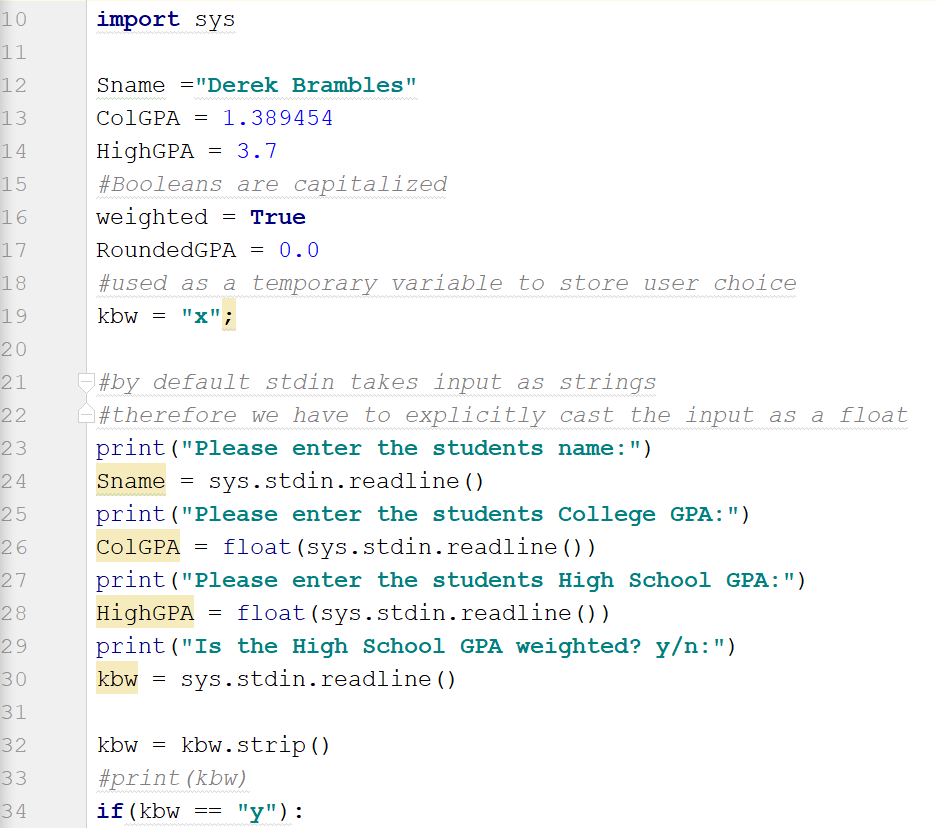 10 import sys
11
12 Sname ="Derek Brambles"
13 ColGPA = 1.389454
14 HighGPA = 3.7
15 #Booleans are capitalized
16 weighted = True
17 RoundedGPA = 0.0
18 #used as a temporary variable to store user choice
19 kbw = "x";
20
21 #by default stdin takes input as strings
22 #therefore we have to explicitly cast the input as a float
23 print("Please enter the students name:")
24 Sname = sys.stdin.readline()
25 print("Please enter the students College GPA:")
26 ColGPA = float(sys.stdin.readline())
27 print("Please enter the students High School GPA:")
28 HighGPA = float(sys.stdin.readline())
29 print("Is the High School GPA weighted? y/n:")
30 kbw = sys.stdin.readline()
31
32 kbw = kbw.strip()
33 #print(kbw)
34 if(kbw == "y"):